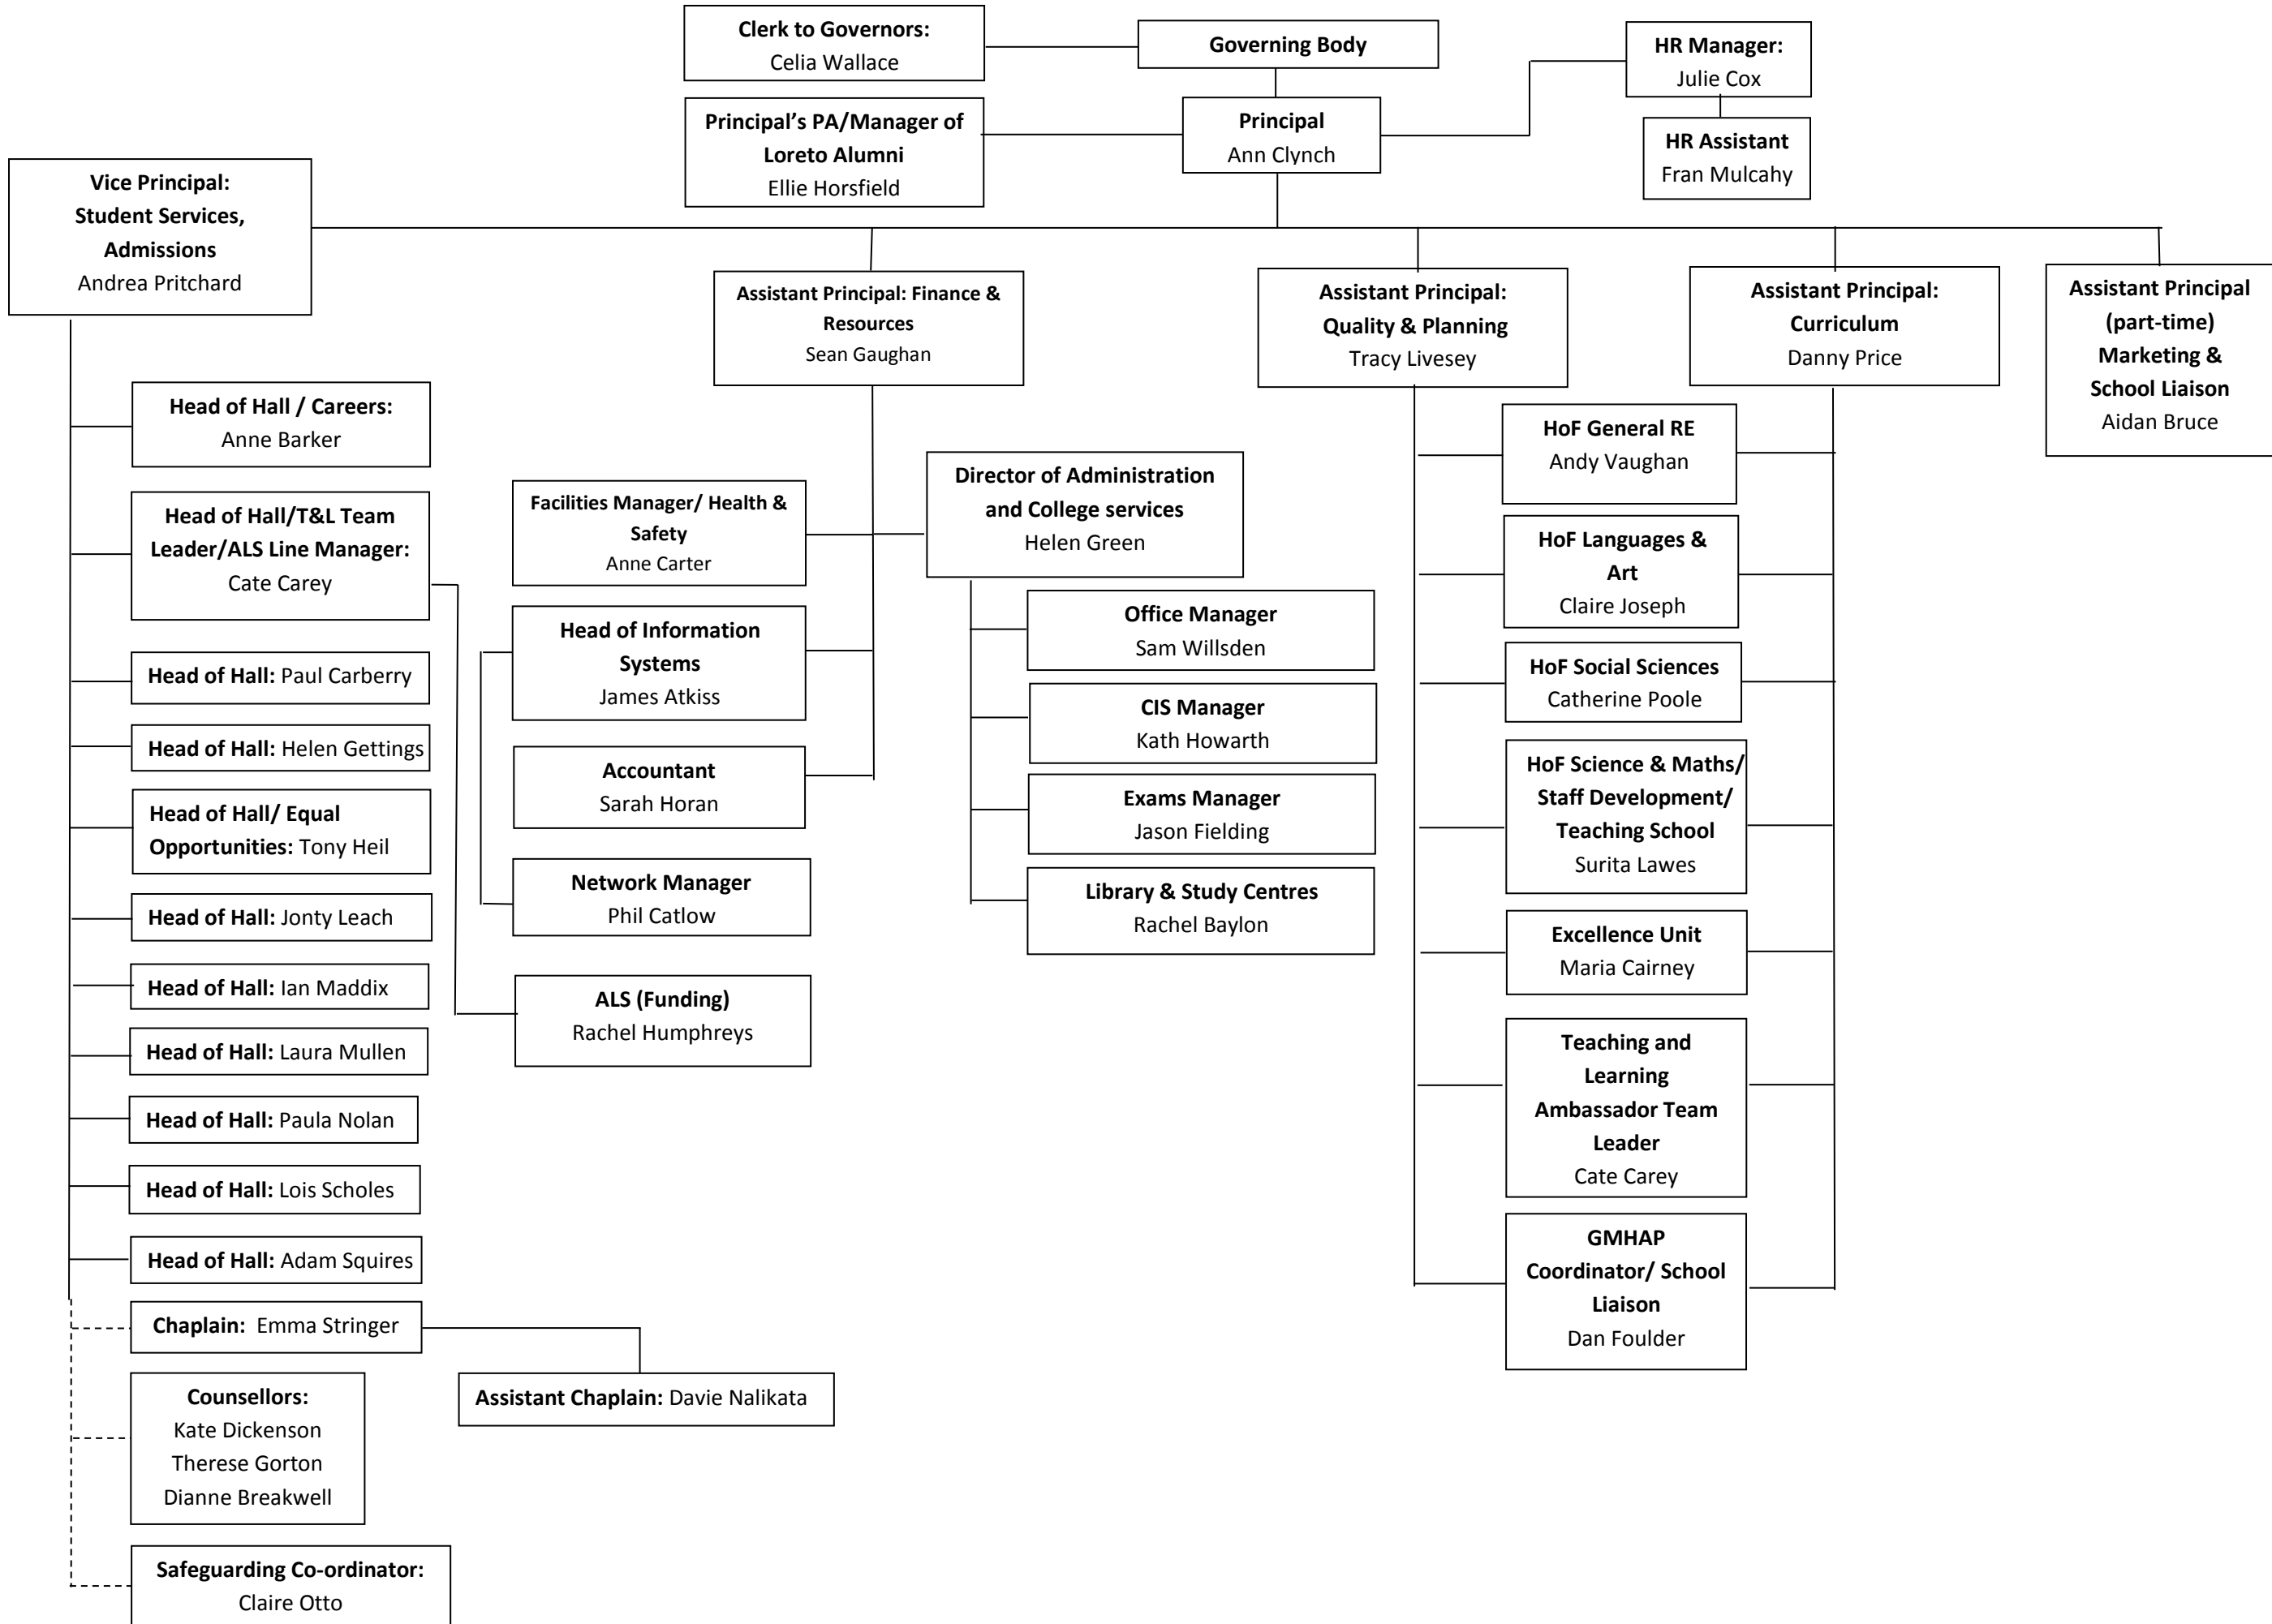 Clerk to Governors:
Celia Wallace
Governing Body
HR Manager:
Julie Cox
Principal's PA/Manager of
Loreto Alumni
Ellie Horsfield
Principal
Ann Clynch
HR Assistant
Fran Mulcahy
Vice Principal:
Student Services,
Admissions
Andrea Pritchard
Assistant Principal: Finance &
Resources
Sean Gaughan
Assistant Principal:
Quality & Planning
Tracy Livesey
Assistant Principal:
Curriculum
Danny Price
Assistant Principal
(part-time)
Marketing &
School Liaison
Aidan Bruce
Head of Hall / Careers:
Anne Barker
Head of Hall/T&L Team
Leader/ALS Line Manager:
Cate Carey
Head of Hall: Paul Carberry
Head of Hall: Helen Gettings
Head of Hall/ Equal
Opportunities: Tony Heil
Head of Hall: Jonty Leach
Head of Hall: Ian Maddix
Head of Hall: Laura Mullen
Head of Hall: Paula Nolan
Head of Hall: Lois Scholes
Head of Hall: Adam Squires
Chaplain: Emma Stringer
Assistant Chaplain: Davie Nalikata
Counsellors:
Kate Dickenson
Therese Gorton
Dianne Breakwell
Safeguarding Co-ordinator:
Claire Otto
Facilities Manager/ Health &
Safety
Anne Carter
Head of Information
Systems
James Atkiss
Accountant
Sarah Horan
Network Manager
Phil Catlow
ALS (Funding)
Rachel Humphreys
Director of Administration
and College services
Helen Green
Office Manager
Sam Willsden
CIS Manager
Kath Howarth
Exams Manager
Jason Fielding
Library & Study Centres
Rachel Baylon
HoF General RE
Andy Vaughan
HoF Languages &
Art
Claire Joseph
HoF Social Sciences
Catherine Poole
HoF Science & Maths/
Staff Development/
Teaching School
Surita Lawes
Excellence Unit
Maria Cairney
Teaching and
Learning
Ambassador Team
Leader
Cate Carey
GMHAP
Coordinator/ School
Liaison
Dan Foulder